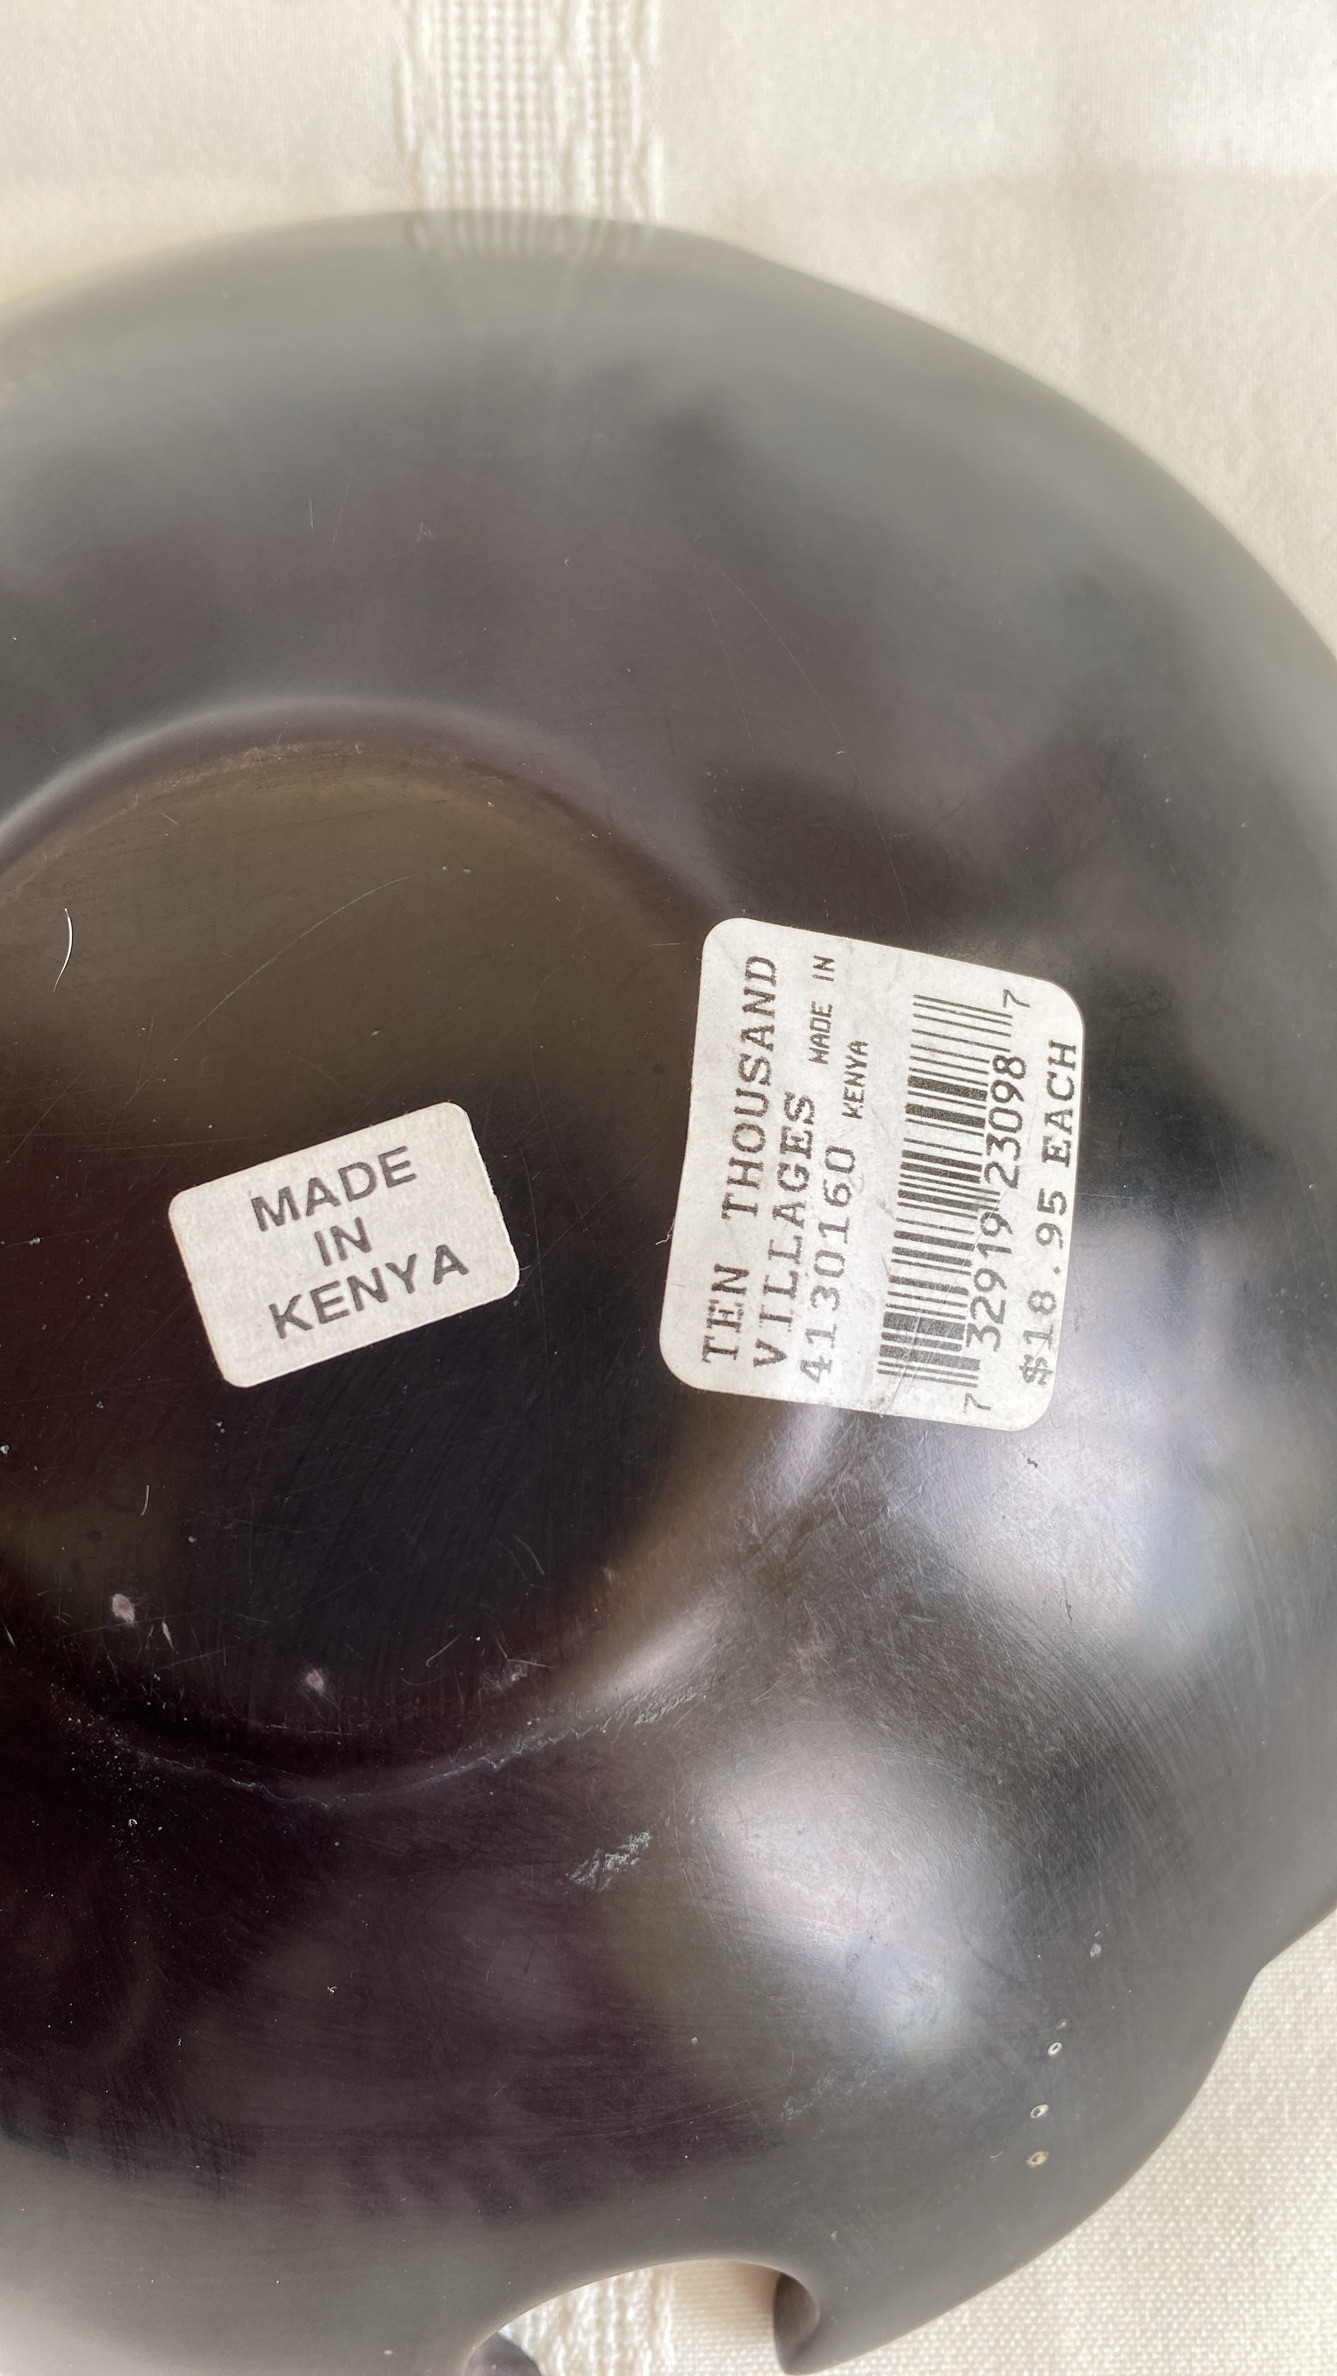 MADE
IN
KENYA
TEN THOUSAND
VILLAGES MADE IN
4130160 KENYA
7 32919 23098 7
$18.95 EACH